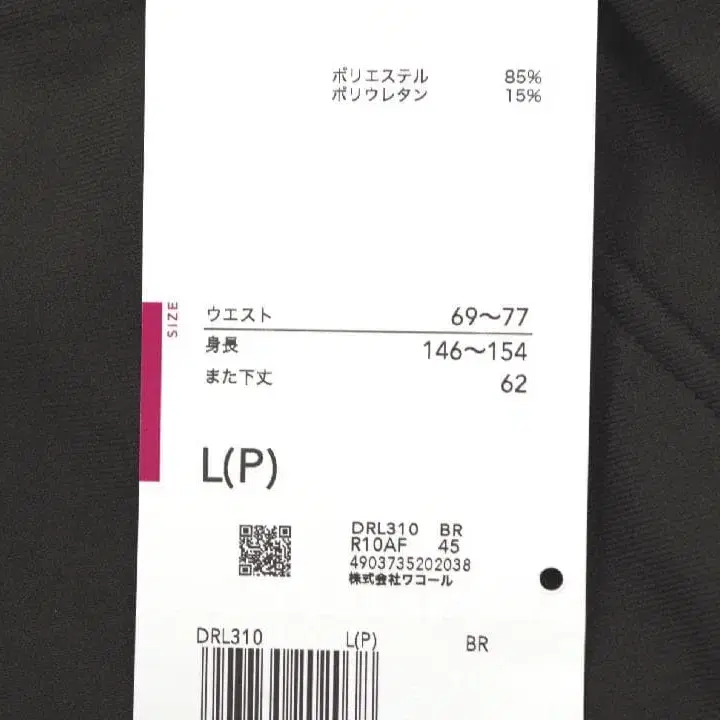 ポリエステル 85%
ポリウレタン 15%
SIZE
ウエスト 69〜77
身長 146〜154
また下丈 62
L(P)
DRL310 BR
R10AF 45
4903735202038
株式会社ワコール
DRL310 L(P) BR